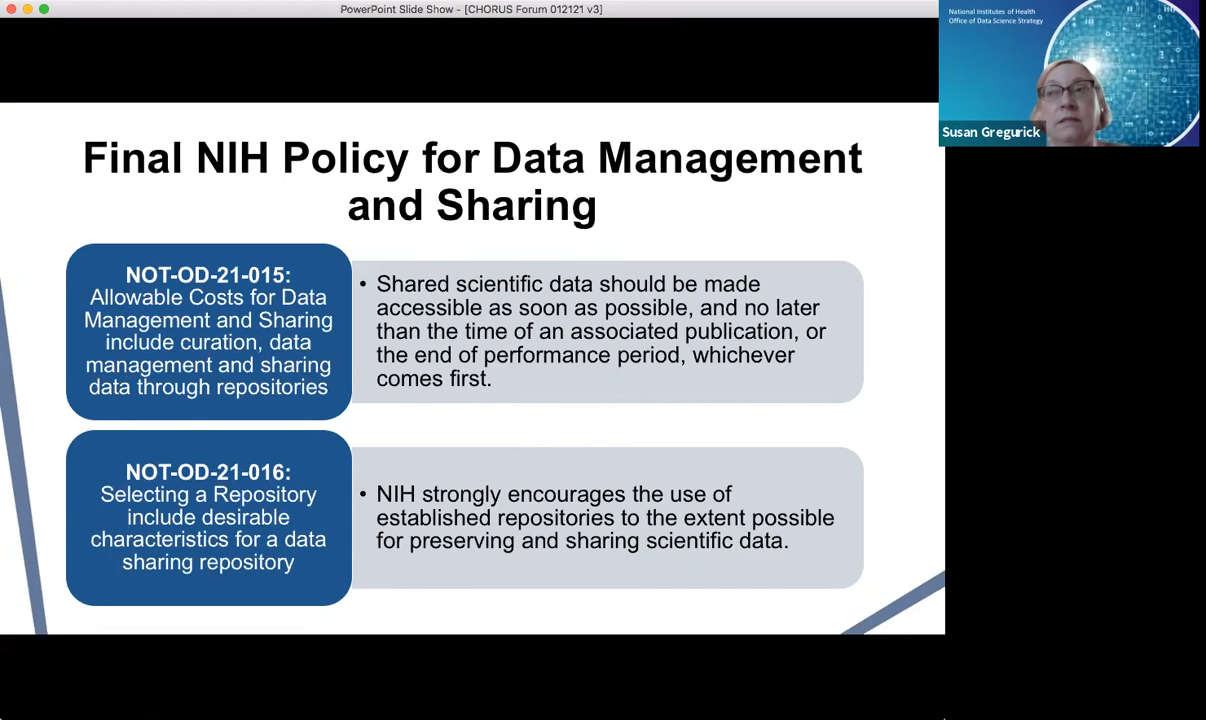 PowerPoint Slide Show - [CHORUS Forum 012121 v3]
National Institutes of Health
Office of Data Science Strategy
Susan Gregurick
Final NIH Policy for Data Management
and Sharing
NOT-OD-21-015:
Allowable Costs for Data
Management and Sharing
include curation, data
management and sharing
data through repositories
• Shared scientific data should be made
accessible as soon as possible, and no later
than the time of an associated publication, or
the end of performance period, whichever
comes first.
NOT-OD-21-016:
Selecting a Repository
include desirable
characteristics for a data
sharing repository
• NIH strongly encourages the use of
established repositories to the extent possible
for preserving and sharing scientific data.